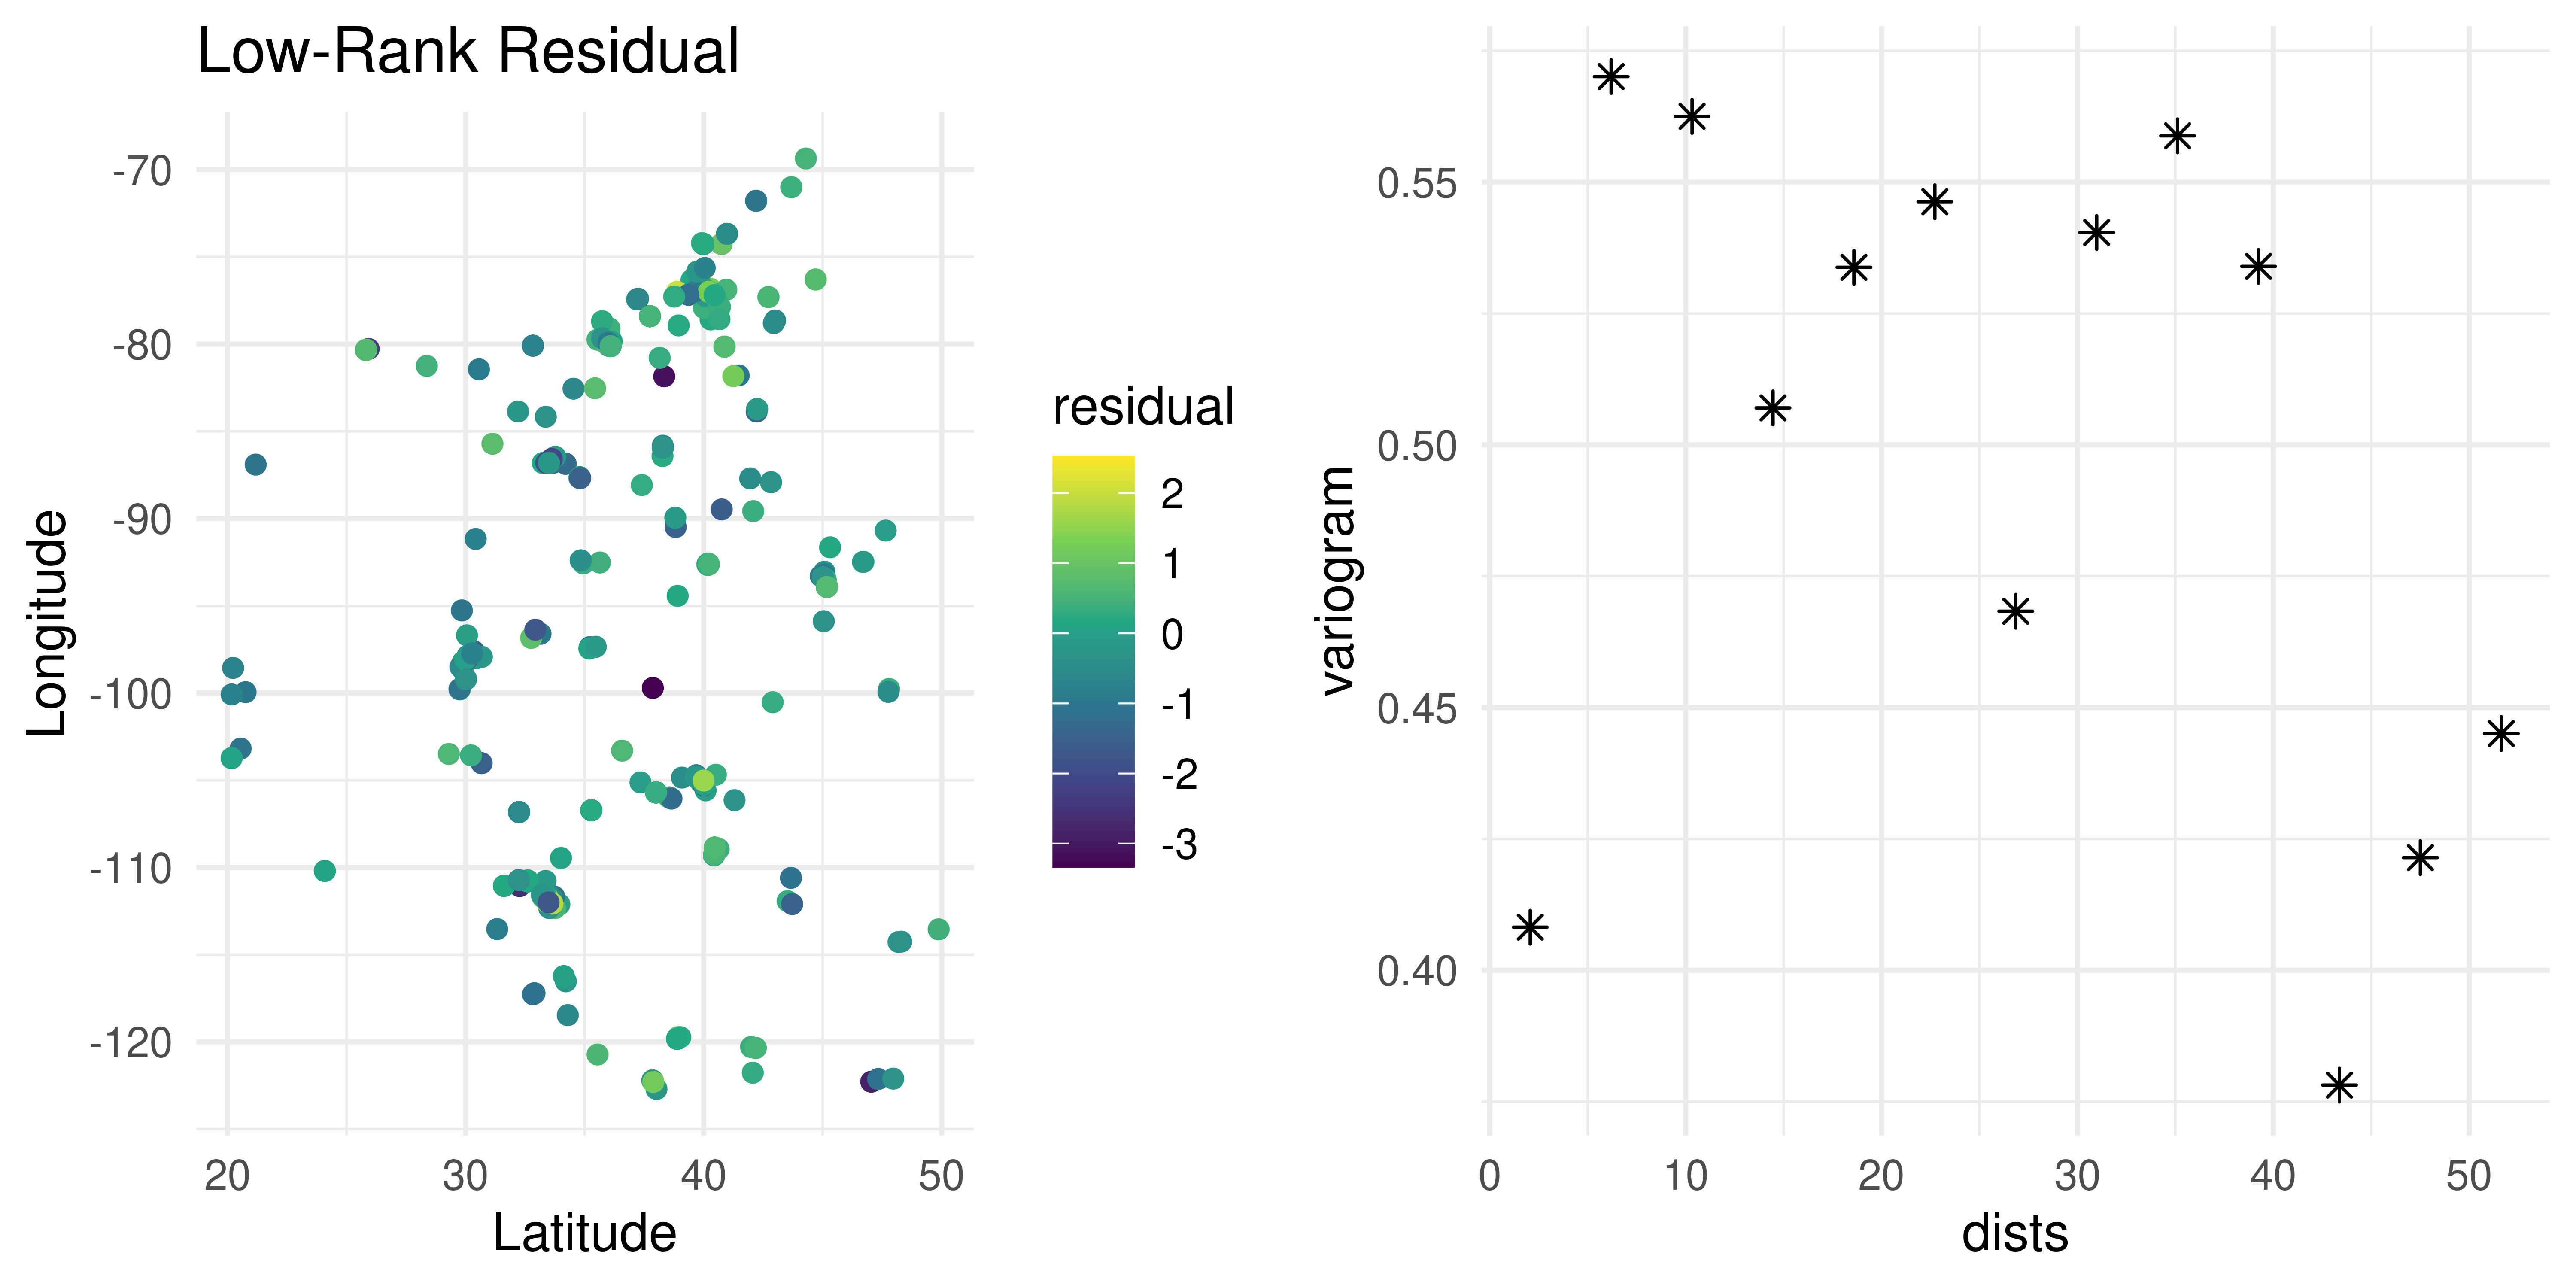 Low-Rank Residual
Longitude
-70
-80
-90
-100
-110
-120
20 30 40 50
Latitude
residual
2
1
0
-1
-2
-3
variogram
0.55
0.50
0.45
0.40
0 10 20 30 40 50
dists